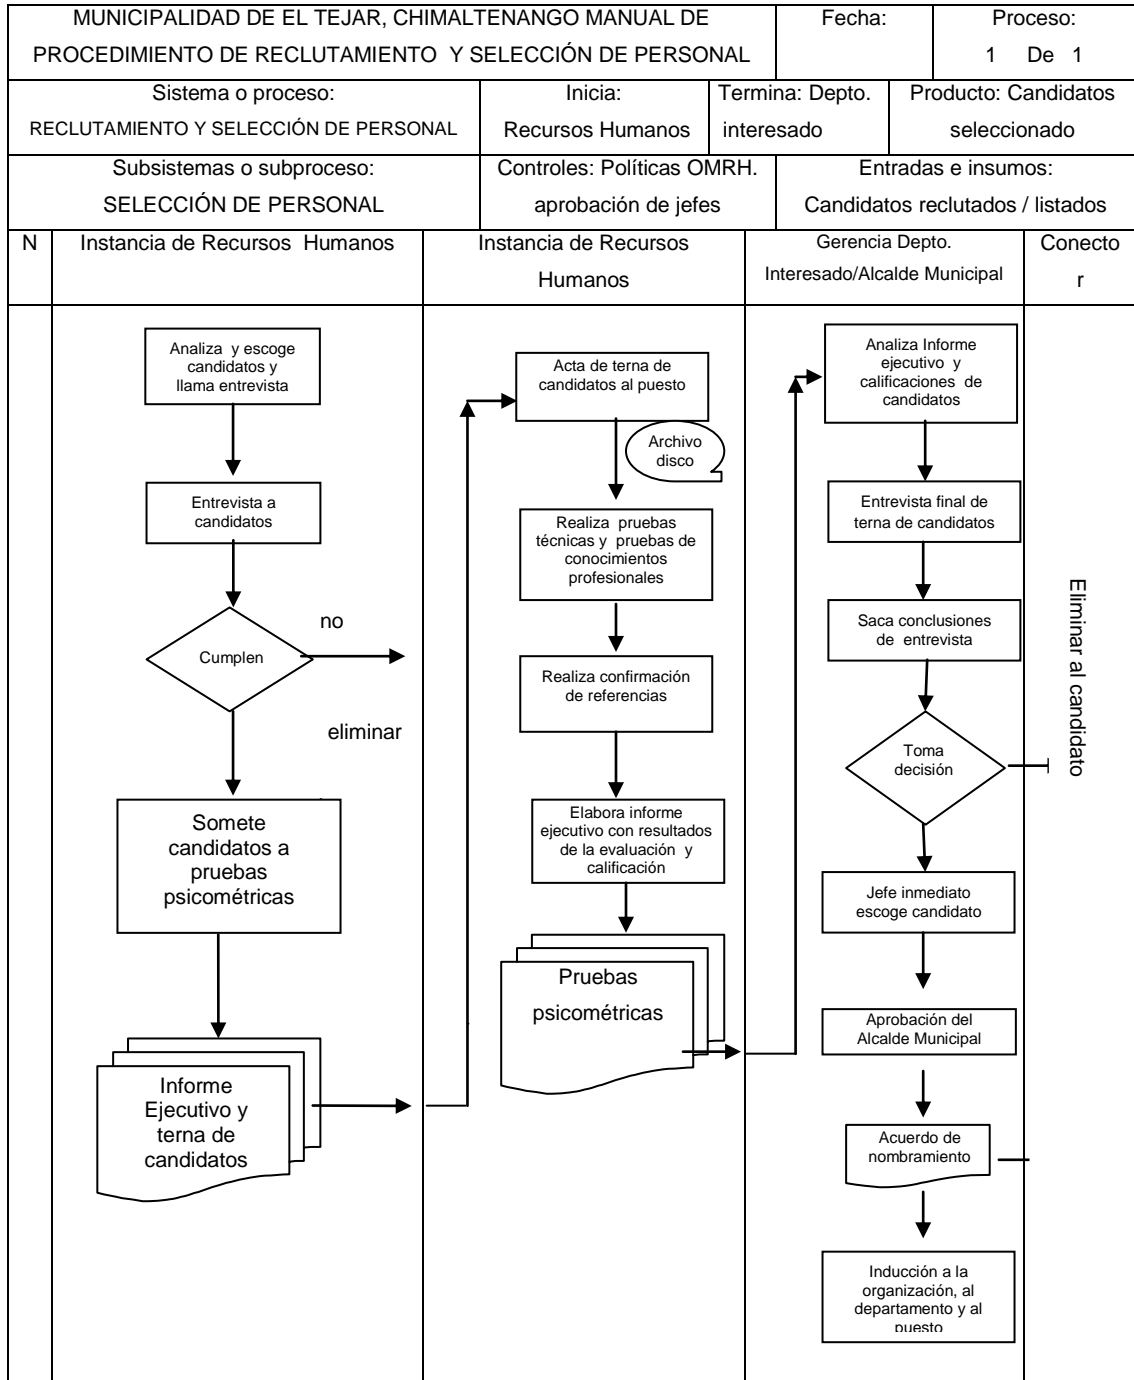 MUNICIPALIDAD DE EL TEJAR, CHIMALTENANGO MANUAL DE
PROCEDIMIENTO DE RECLUTAMIENTO Y SELECCIÓN DE PERSONAL
Fecha:
Proceso:
1 De 1
Sistema o proceso:
RECLUTAMIENTO Y SELECCIÓN DE PERSONAL
Inicia:
Recursos Humanos
Termina: Depto.
interesado
Producto: Candidatos
seleccionado
Subsistemas o subproceso:
SELECCIÓN DE PERSONAL
Controles: Políticas OMRH.
aprobación de jefes
Entradas e insumos:
Candidatos reclutados / listados
N
Instancia de Recursos Humanos
Instancia de Recursos
Humanos
Gerencia Depto.
Interesado/Alcalde Municipal
Conecto
r
Analiza y escoge
candidatos y
llama entrevista
Entrevista a
candidatos
Cumplen
no
eliminar
Somete
candidatos a
pruebas
psicométricas
Informe
Ejecutivo y
terna de
candidatos
Acta de terna de
candidatos al puesto
Archivo
disco
Realiza pruebas
técnicas y pruebas de
conocimientos
profesionales
Realiza confirmación
de referencias
Elabora informe
ejecutivo con resultados
de la evaluación y
calificación
Pruebas
psicométricas
Analiza Informe
ejecutivo y
calificaciones de
candidatos
Entrevista final de
terna de candidatos
Saca conclusiones
de entrevista
Toma
decisión
Jefe inmediato
escoge candidato
Aprobación del
Alcalde Municipal
Acuerdo de
nombramiento
Inducción a la
organización, al
departamento y al
puesto
Eliminar al candidato